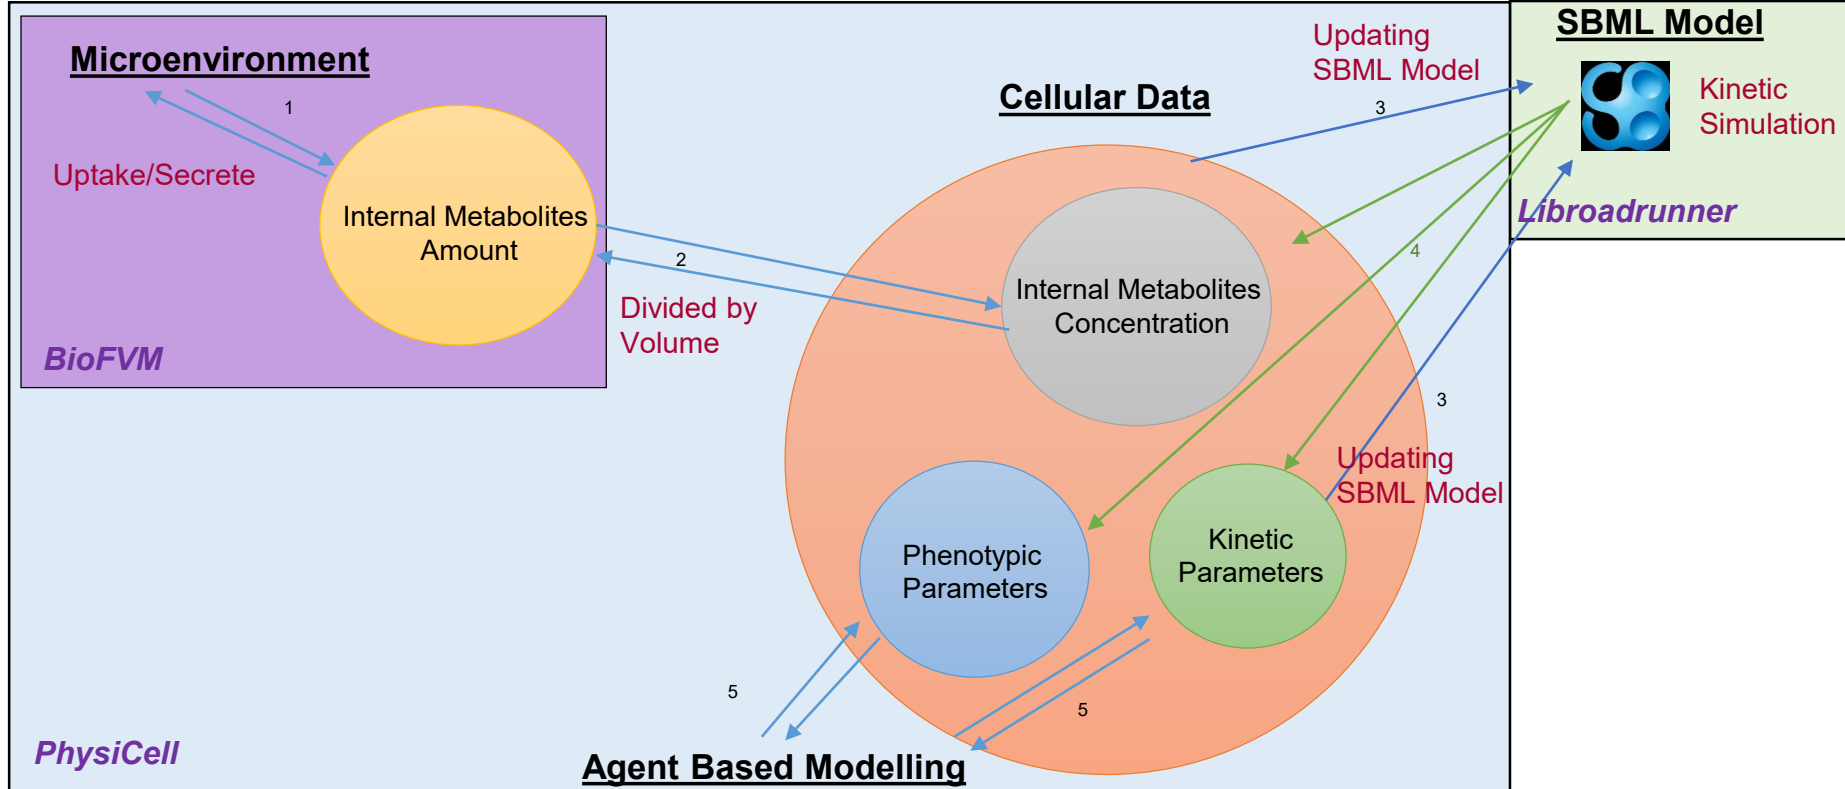 Microenvironment
1
Uptake/Secrete
Internal Metabolites
Amount
BioFVM
2
Divided by
Volume
Cellular Data
Internal Metabolites
Concentration
Updating
SBML Model
3
SBML Model
Kinetic
Simulation
Libroadrunner
4
3
Updating
SBML Model
Phenotypic
Parameters
Kinetic
Parameters
5
5
PhysiCell
Agent Based Modelling